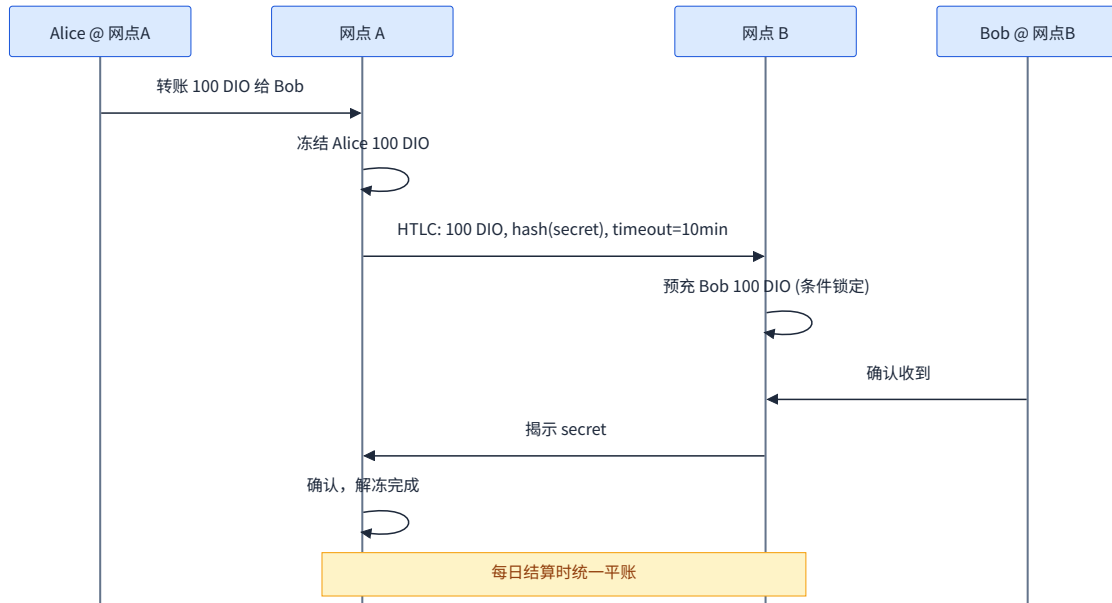 Alice @ 网点A
网点 A
网点 B
Bob @ 网点B
转账 100 DIO 给 Bob
冻结 Alice 100 DIO
HTLC: 100 DIO, hash(secret), timeout=10min
预充 Bob 100 DIO (条件锁定)
确认收到
揭示 secret
确认，解冻完成
每日结算时统一平账